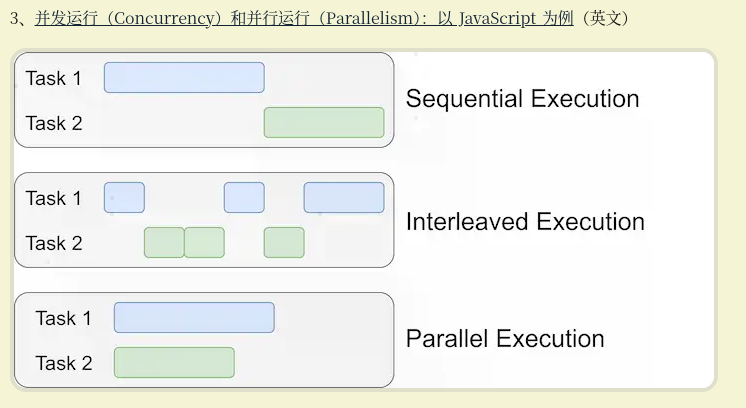 3、并发运行（Concurrency）和并行运行（Parallelism）：以 JavaScript 为例（英文）
Task 1
Task 2
Sequential Execution
Task 1
Task 2
Interleaved Execution
Task 1
Task 2
Parallel Execution